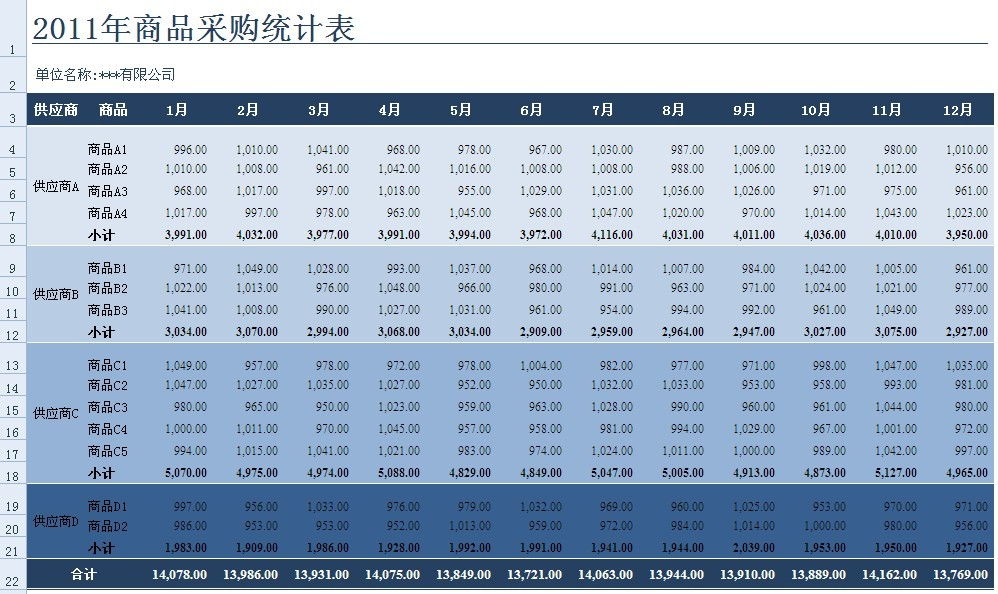 2011年商品采购统计表
1
单位名称:***有限公司
2
3 供应商 商品 1月 2月 3月 4月 5月 6月 7月 8月 9月 10月 11月 12月
4 商品A1 996.00 1,010.00 1,041.00 968.00 978.00 967.00 1,030.00 987.00 1,009.00 1,032.00 980.00 1,010.00
5 商品A2 1,010.00 1,008.00 961.00 1,042.00 1,016.00 1,008.00 1,008.00 988.00 1,006.00 1,019.00 1,012.00 956.00
供应商A
6 商品A3 968.00 1,017.00 997.00 1,018.00 955.00 1,029.00 1,031.00 1,036.00 1,026.00 971.00 975.00 961.00
7 商品A4 1,017.00 997.00 978.00 963.00 1,045.00 968.00 1,047.00 1,020.00 970.00 1,014.00 1,043.00 1,023.00
8 小计 3,991.00 4,032.00 3,977.00 3,991.00 3,994.00 3,972.00 4,116.00 4,031.00 4,011.00 4,036.00 4,010.00 3,950.00
9 商品B1 971.00 1,049.00 1,028.00 993.00 1,037.00 968.00 1,014.00 1,007.00 984.00 1,042.00 1,005.00 961.00
10 商品B2 1,022.00 1,013.00 976.00 1,048.00 966.00 980.00 991.00 963.00 971.00 1,024.00 1,021.00 977.00
供应商B
11 商品B3 1,041.00 1,008.00 990.00 1,027.00 1,031.00 961.00 954.00 994.00 992.00 961.00 1,049.00 989.00
12 小计 3,034.00 3,070.00 2,994.00 3,068.00 3,034.00 2,909.00 2,959.00 2,964.00 2,947.00 3,027.00 3,075.00 2,927.00
13 商品C1 1,049.00 957.00 978.00 972.00 978.00 1,004.00 982.00 977.00 971.00 998.00 1,047.00 1,035.00
14 商品C2 1,047.00 1,027.00 1,035.00 1,027.00 952.00 950.00 1,032.00 1,033.00 953.00 958.00 993.00 981.00
15 商品C3 980.00 965.00 950.00 1,023.00 959.00 963.00 1,028.00 990.00 960.00 961.00 1,044.00 980.00
供应商C
16 商品C4 1,000.00 1,011.00 970.00 1,045.00 957.00 958.00 981.00 994.00 1,029.00 967.00 1,001.00 972.00
17 商品C5 994.00 1,015.00 1,041.00 1,021.00 983.00 974.00 1,024.00 1,011.00 1,000.00 989.00 1,042.00 997.00
18 小计 5,070.00 4,975.00 4,974.00 5,088.00 4,829.00 4,849.00 5,047.00 5,005.00 4,913.00 4,873.00 5,127.00 4,965.00
19 商品D1 997.00 956.00 1,033.00 976.00 979.00 1,032.00 969.00 960.00 1,025.00 953.00 970.00 971.00
供应商D
20 商品D2 986.00 953.00 953.00 952.00 1,013.00 959.00 972.00 984.00 1,014.00 1,000.00 980.00 956.00
21 小计 1,983.00 1,909.00 1,986.00 1,928.00 1,992.00 1,991.00 1,941.00 1,944.00 2,039.00 1,953.00 1,950.00 1,927.00
22 合计 14,078.00 13,986.00 13,931.00 14,075.00 13,849.00 13,721.00 14,063.00 13,944.00 13,910.00 13,889.00 14,162.00 13,769.00